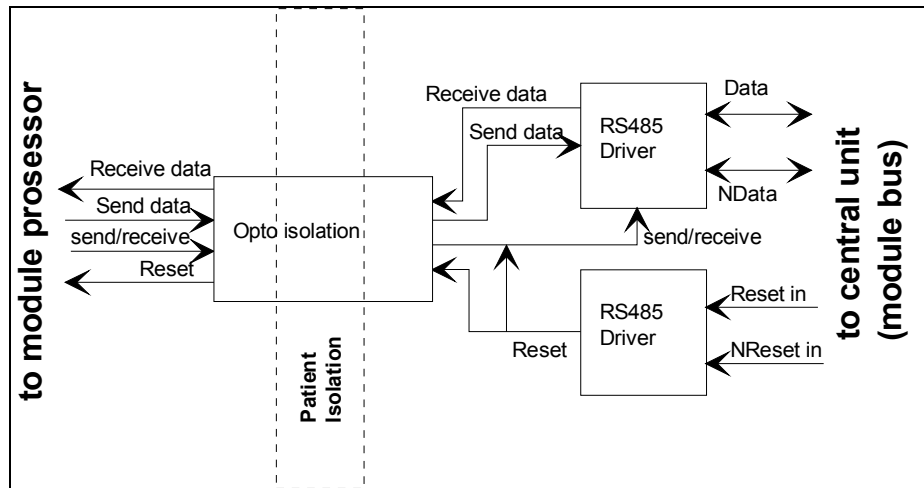 to module prosessor
Receive data
Send data
send/receive
Reset
Opto isolation
Patient
Isolation
Receive data
Send data
send/receive
Reset
RS485
Driver
RS485
Driver
Data
NData
Reset in
NReset in
to central unit
(module bus)